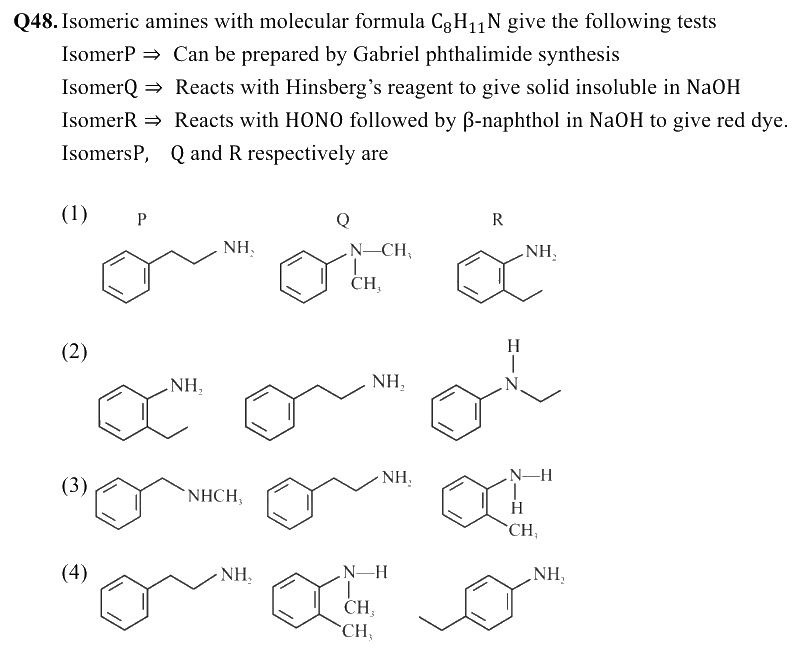 Q48. Isomeric amines with molecular formula C₈H₁₁N give the following tests
IsomerP ⇒ Can be prepared by Gabriel phthalimide synthesis
IsomerQ ⇒ Reacts with Hinsberg's reagent to give solid insoluble in NaOH
IsomerR ⇒ Reacts with HONO followed by β-naphthol in NaOH to give red dye.
IsomersP, Q and R respectively are
(1) P Q R
NH₂ N—CH₃ NH₂
CH₃
(2) H
NH₂ NH₂ N
(3) NHCH₃ NH₂ N—H
H
CH₃
(4) NH₂ N—H NH₂
CH₃
CH₃